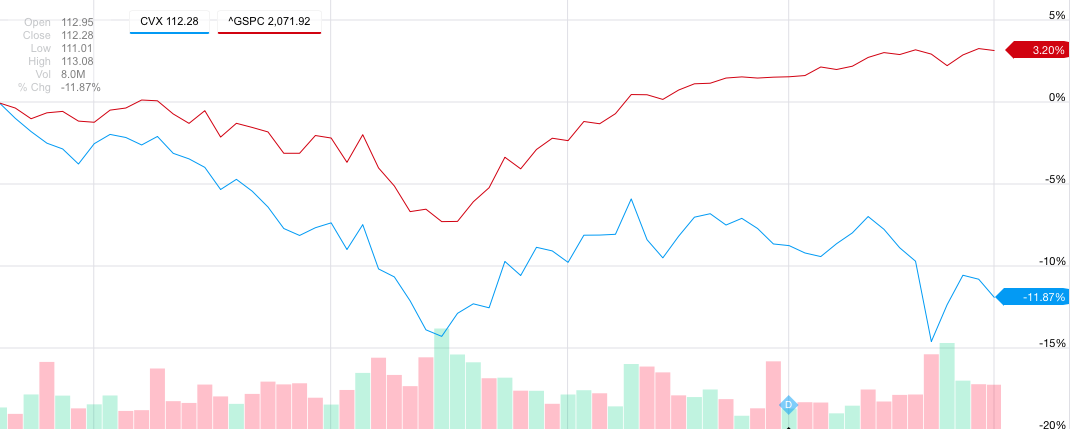 Open 112.95
Close 112.28
Low 111.01
High 113.08
Vol 8.0M
% Chg -11.87%
CVX 112.28
^GSPC 2,071.92
5%
3.20%
0%
-5%
-10%
-11.87%
-15%
D
-20%